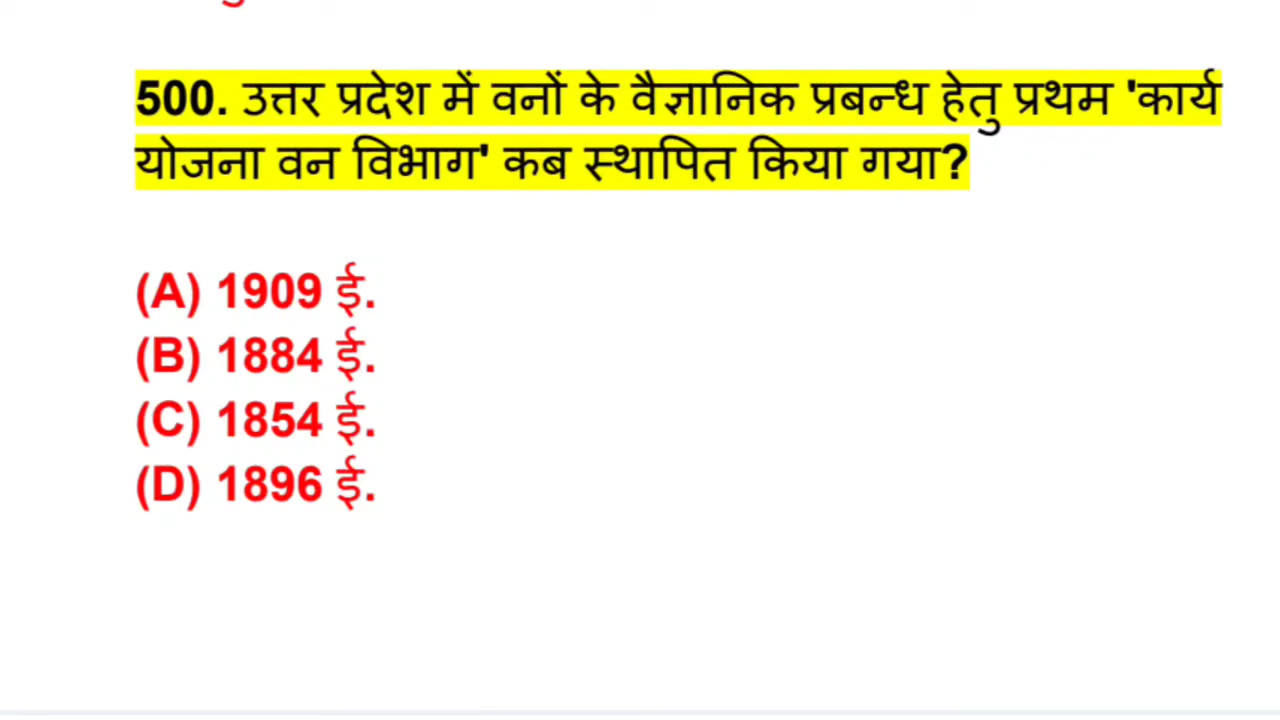 500. उत्तर प्रदेश में वनों के वैज्ञानिक प्रबन्ध हेतु प्रथम 'कार्य
योजना वन विभाग' कब स्थापित किया गया?
(A) 1909 ई.
(B) 1884 ई.
(C) 1854 ई.
(D) 1896 ई.